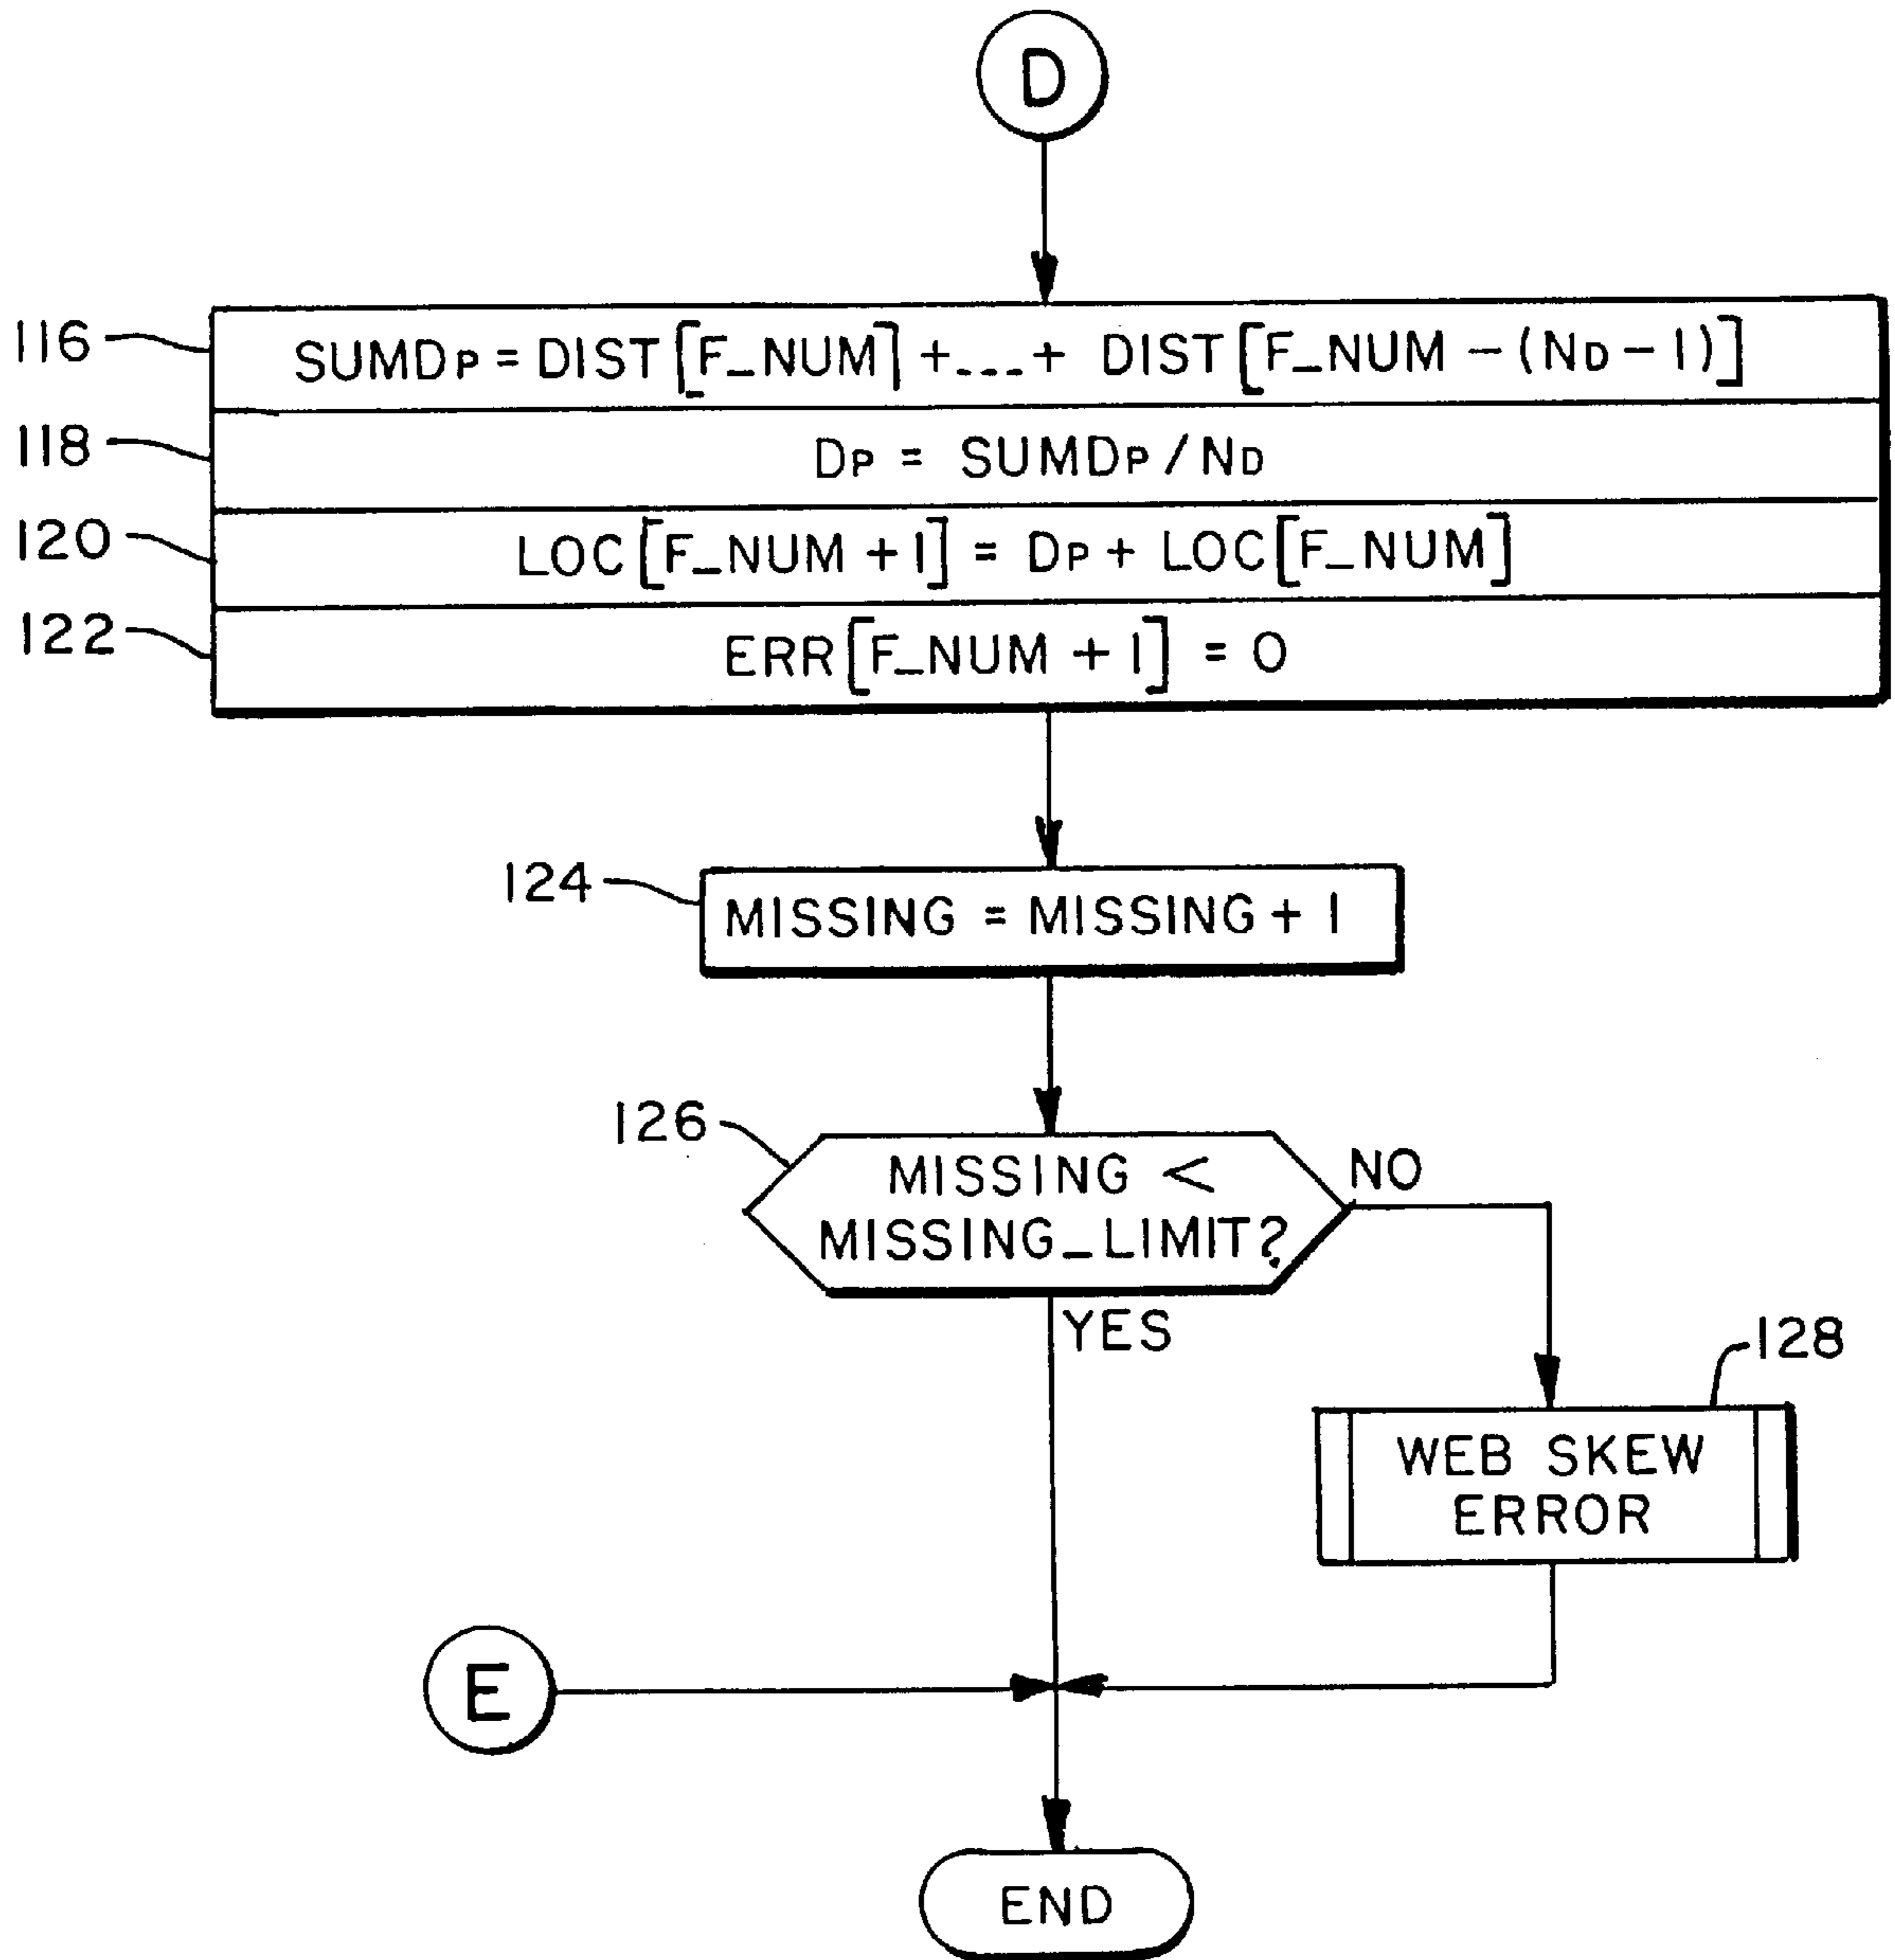 D
116
SUMDP = DIST[F_NUM] +---+ DIST[F_NUM - (ND - 1)]
118
DP = SUMDP / ND
120
LOC[F_NUM + 1] = DP + LOC[F_NUM]
122
ERR[F_NUM + 1] = 0
124
MISSING = MISSING + 1
126
MISSING <
MISSING_LIMIT?
NO
YES
128
WEB SKEW
ERROR
E
END